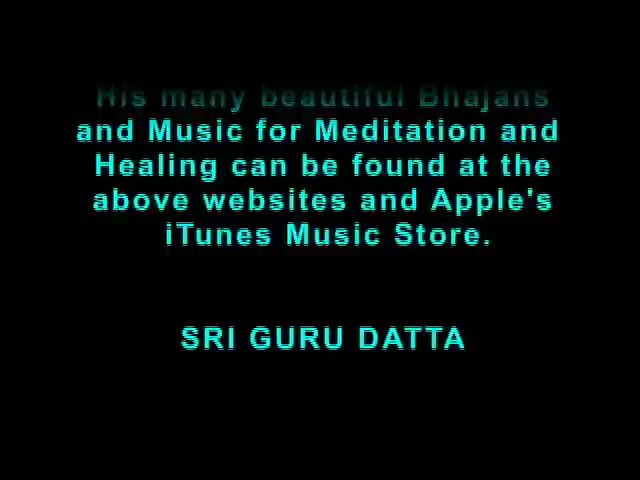 His many beautiful Bhajans
and Music for Meditation and
Healing can be found at the
above websites and Apple's
iTunes Music Store.
SRI GURU DATTA